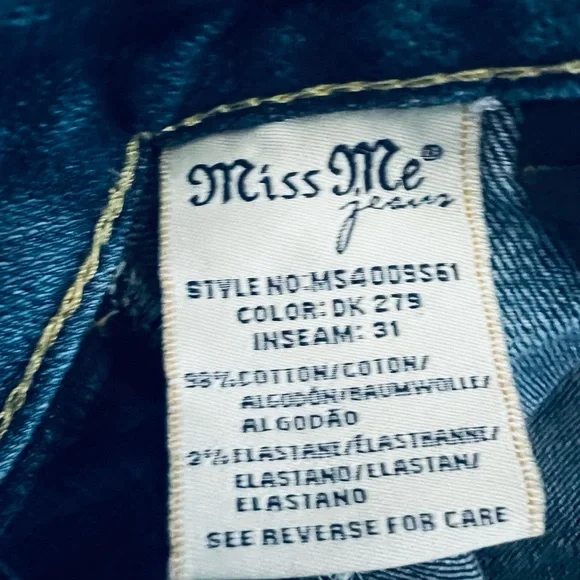 Miss Me®
jeans
STYLE NO:MS4009S61
COLOR: DK 279
INSEAM: 31
98% COTTON/COTON/
ALGODÓN/BAUMWOLLE/
ALGODÃO
2% ELASTANE/ÉLASTHANNE/
ELASTANO/ELASTAN/
ELASTANO
SEE REVERSE FOR CARE